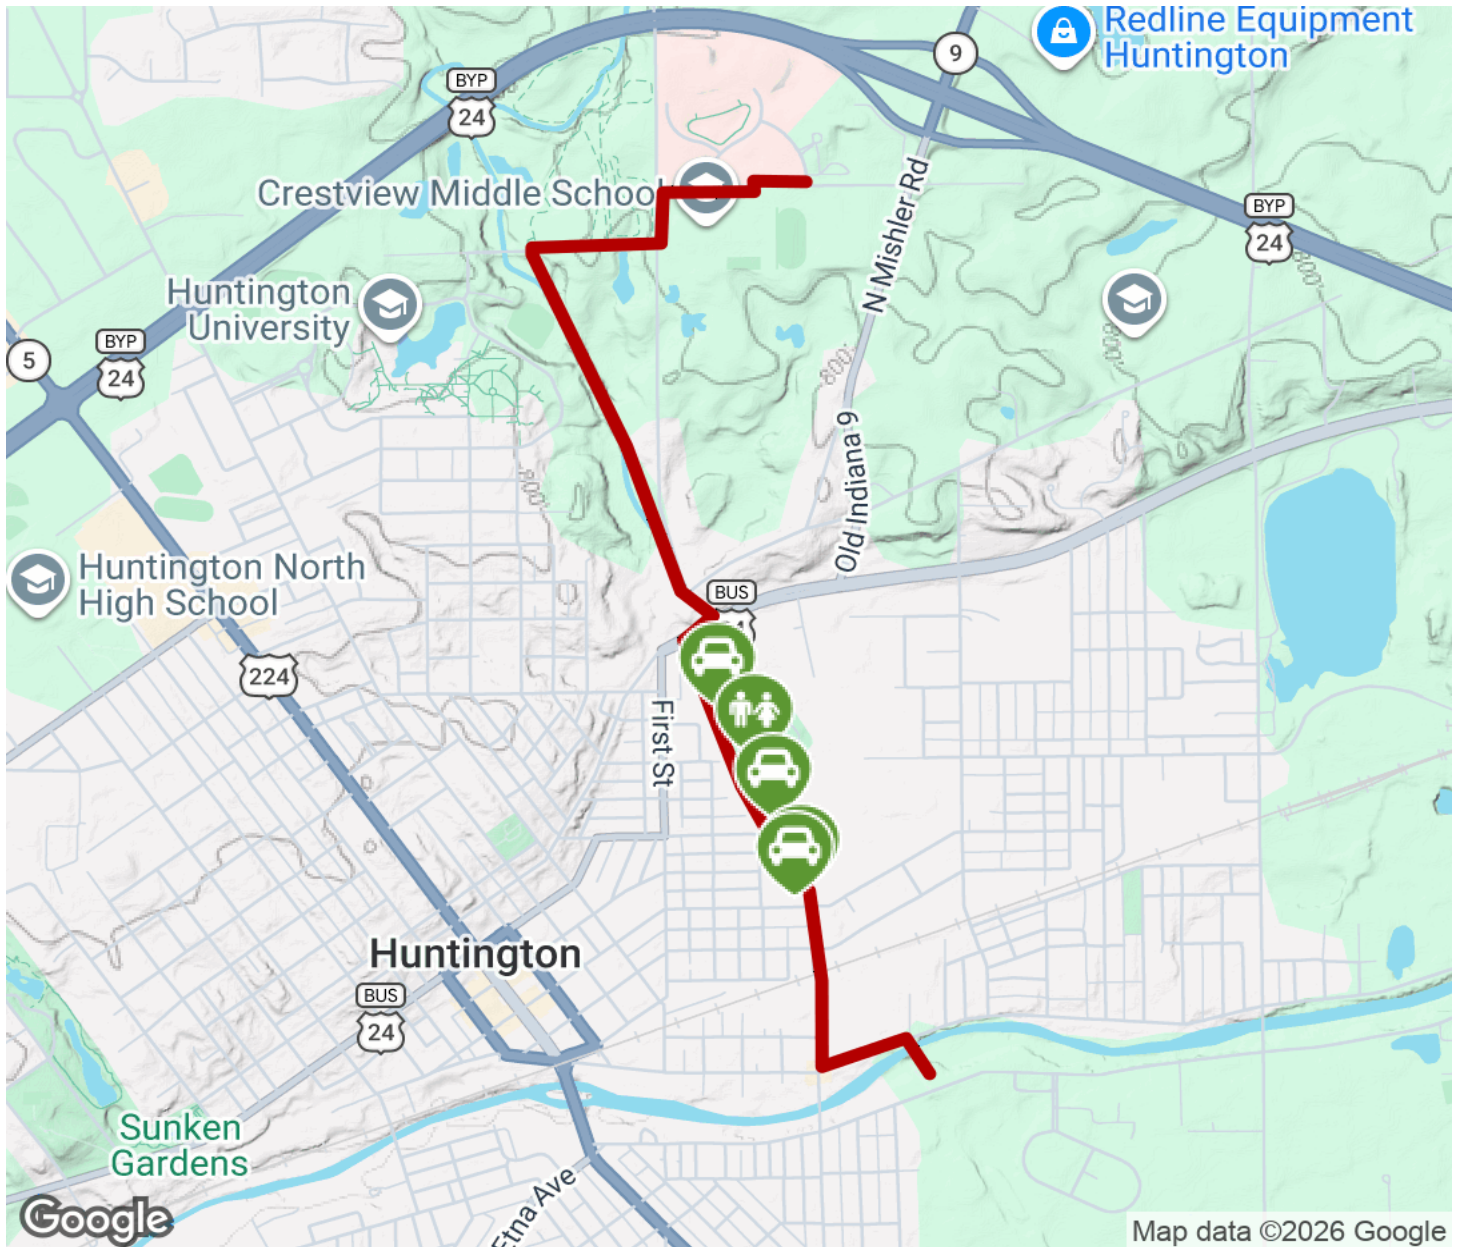 Redline Equipment
Huntington
9
BYP
24
Crestview Middle School
N Mishler Rd
BYP
24
800'
Huntington
University
800'
5
BYP
24
800'
Old Indiana 9
800'
Huntington North
High School
BUS
224
First St
Huntington
BUS
24
Sunken
Gardens
Etna Ave
Google
Map data ©2026 Google